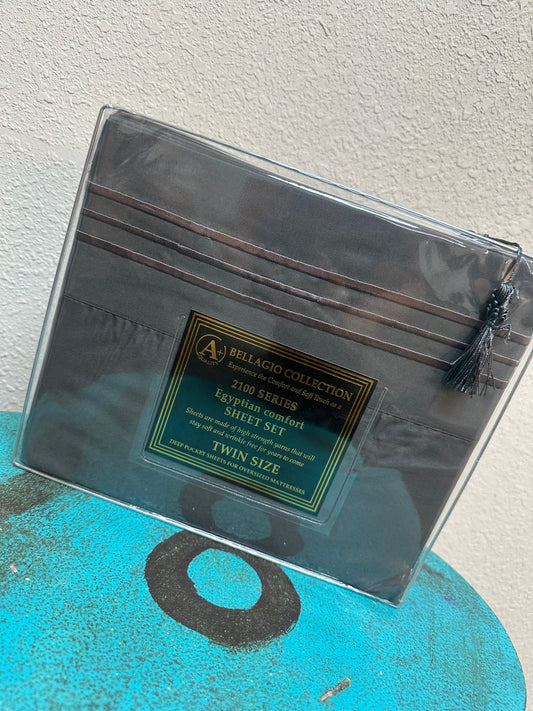 A+
QUALITY
BELLAGIO COLLECTION
Experience the Comfort and Soft Touch as a
2100 SERIES
Egyptian comfort
SHEET SET
Sheets are made of high strength yarns that will
stay soft and wrinkle free for years to come
TWIN SIZE
DEEP POCKET SHEETS FOR OVERSIZED MATTRESSES
8